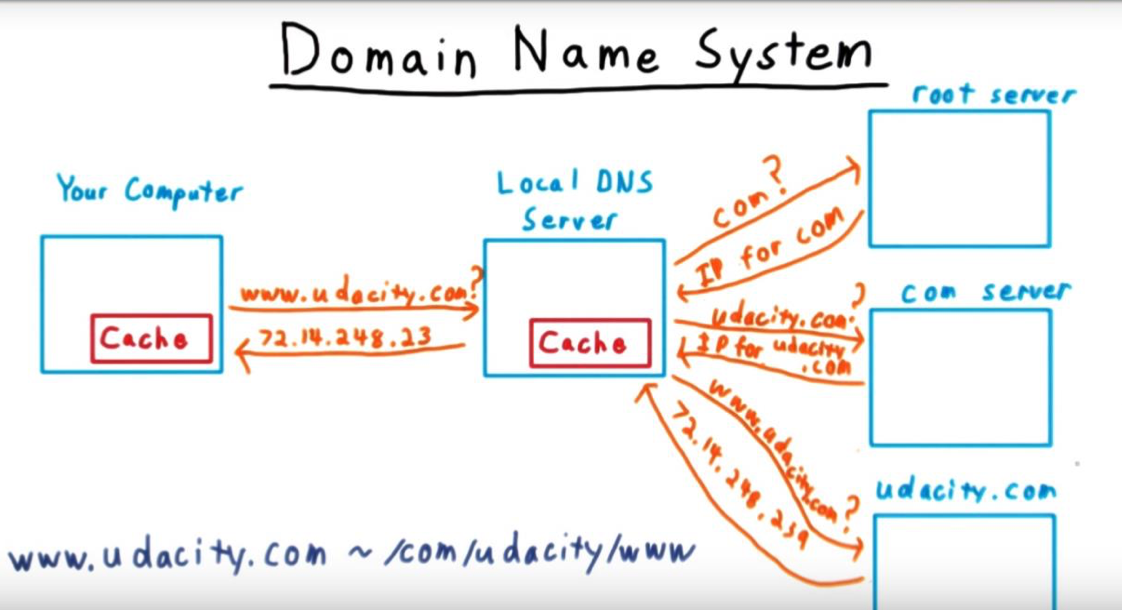 Domain Name System
root server
Your Computer
Local DNS
Server
com?
IP for com
www.udacity.com?
72.14.248.23
Cache
Cache
com server
udacity.com?
IP for udacity
.com
www.udacity.com?
72.14.248.239
udacity.com
www.udacity.com ~ /com/udacity/www